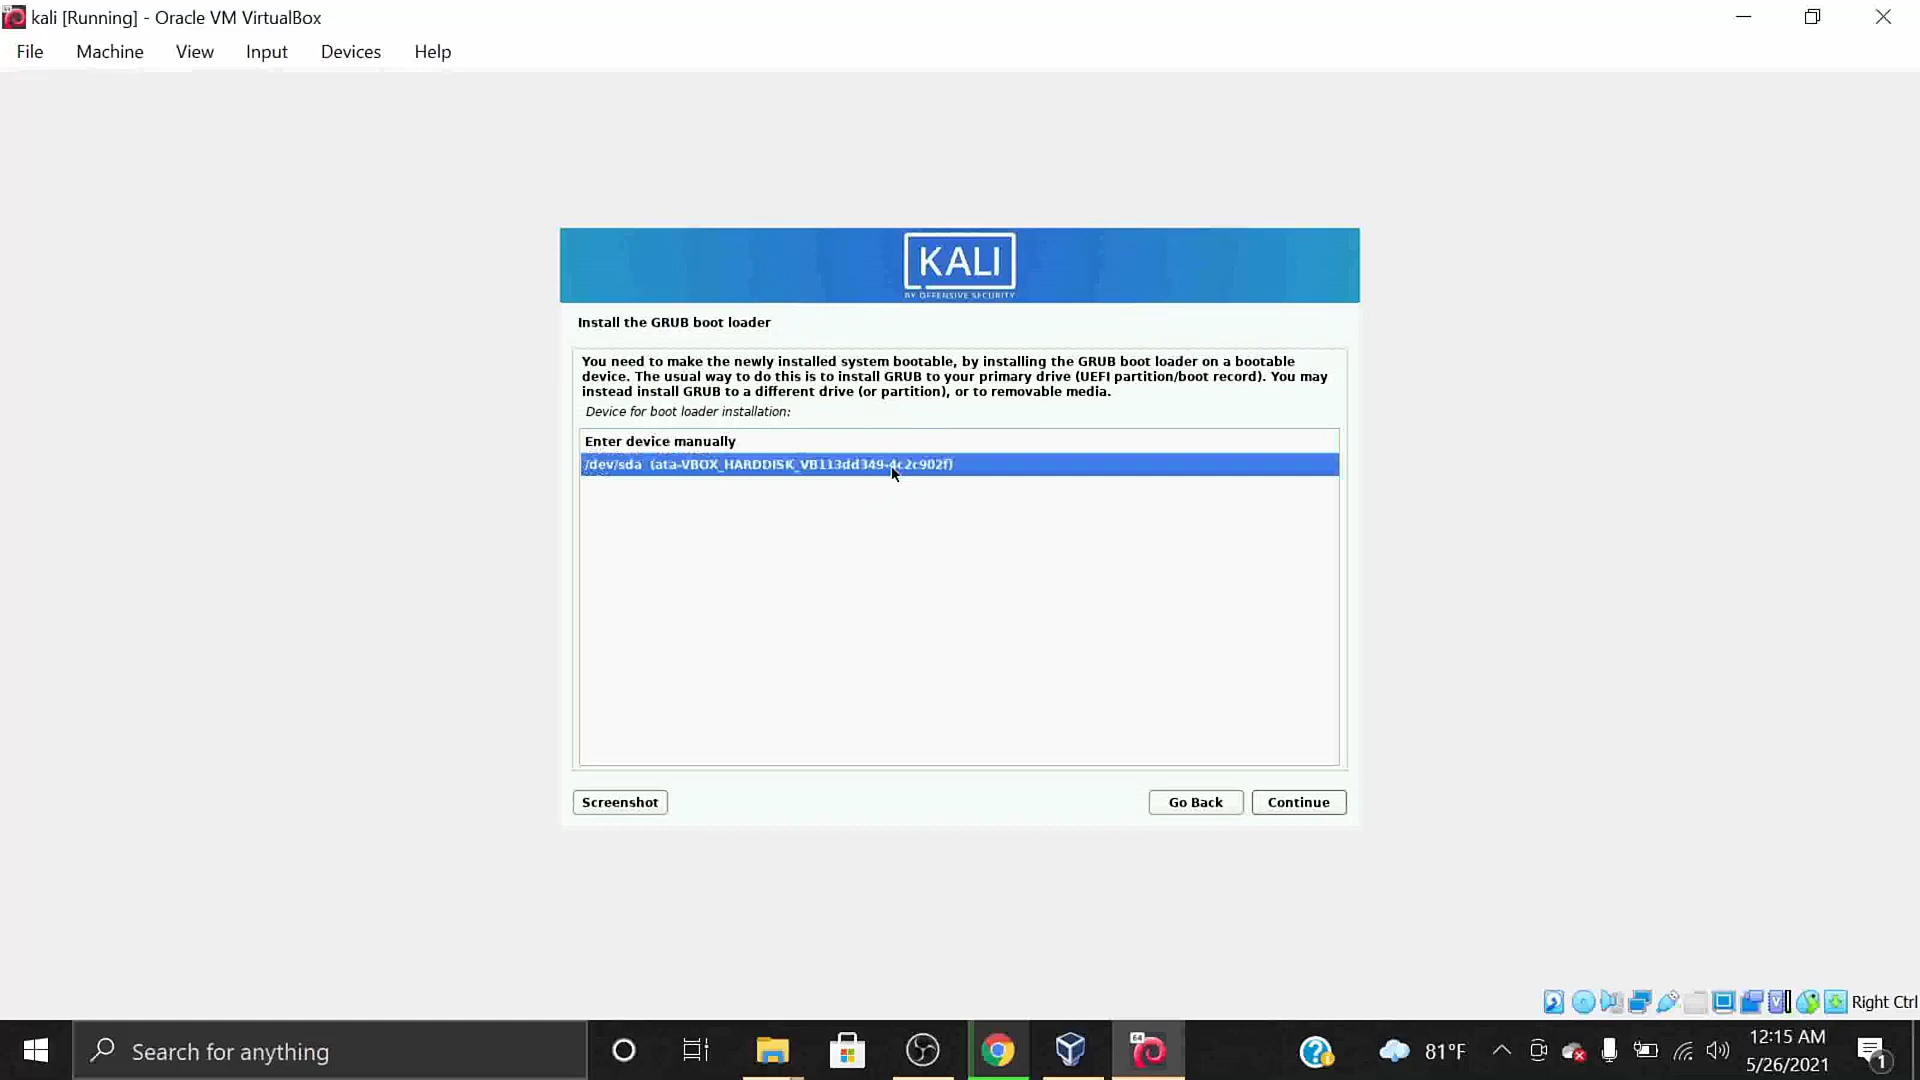 kali [Running] - Oracle VM VirtualBox
File Machine View Input Devices Help
KALI
BY OFFENSIVE SECURITY
Install the GRUB boot loader
You need to make the newly installed system bootable, by installing the GRUB boot loader on a bootable
device. The usual way to do this is to install GRUB to your primary drive (UEFI partition/boot record). You may
instead install GRUB to a different drive (or partition), or to removable media.
Device for boot loader installation:
Enter device manually
/dev/sda (ata-VBOX_HARDDISK_VB113dd349-4c2c902f)
Screenshot Go Back Continue
Right Ctrl
Search for anything
81°F
12:15 AM
5/26/2021
1